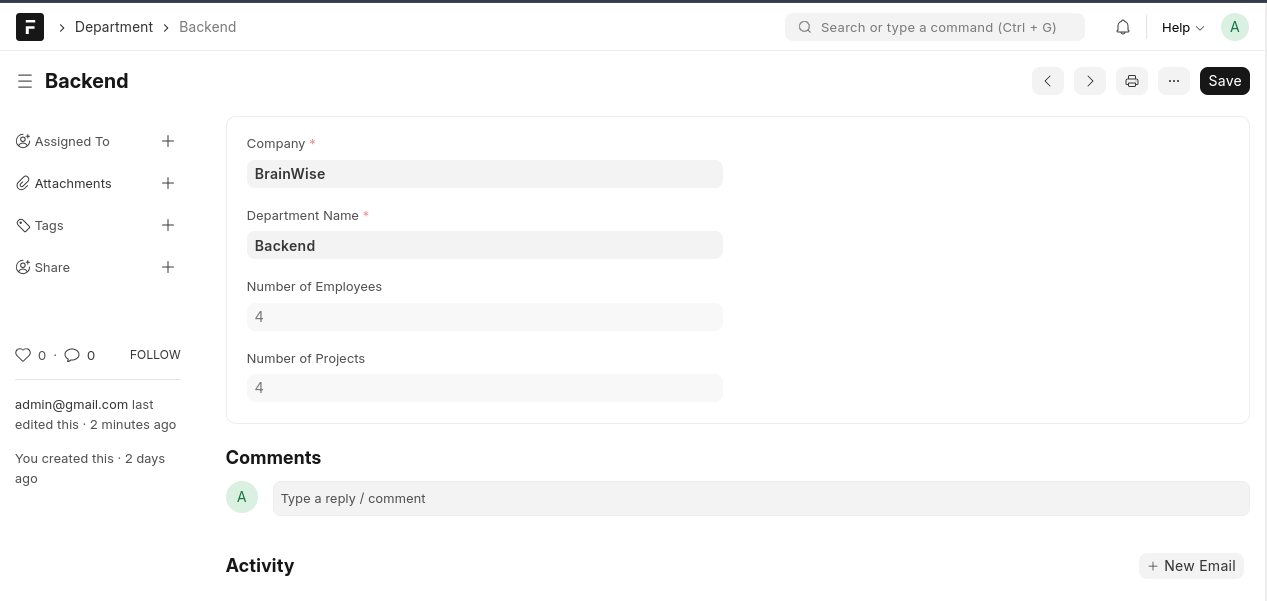 Department
Backend
Search or type a command (Ctrl + G)
Help
A
Backend
Save
Assigned To
Attachments
Tags
Share
0 · 0
FOLLOW
admin@gmail.com last
edited this · 2 minutes ago
You created this · 2 days
ago
Company *
BrainWise
Department Name *
Backend
Number of Employees
4
Number of Projects
4
Comments
A
Type a reply / comment
Activity
+ New Email